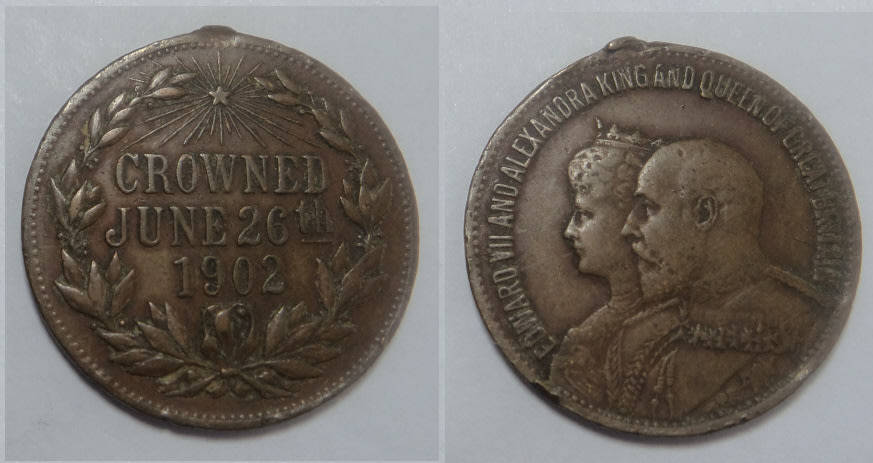 CROWNED
JUNE 26th
1902
EDWARD VII AND ALEXANDRA KING AND QUEEN OF GREAT BRITAIN